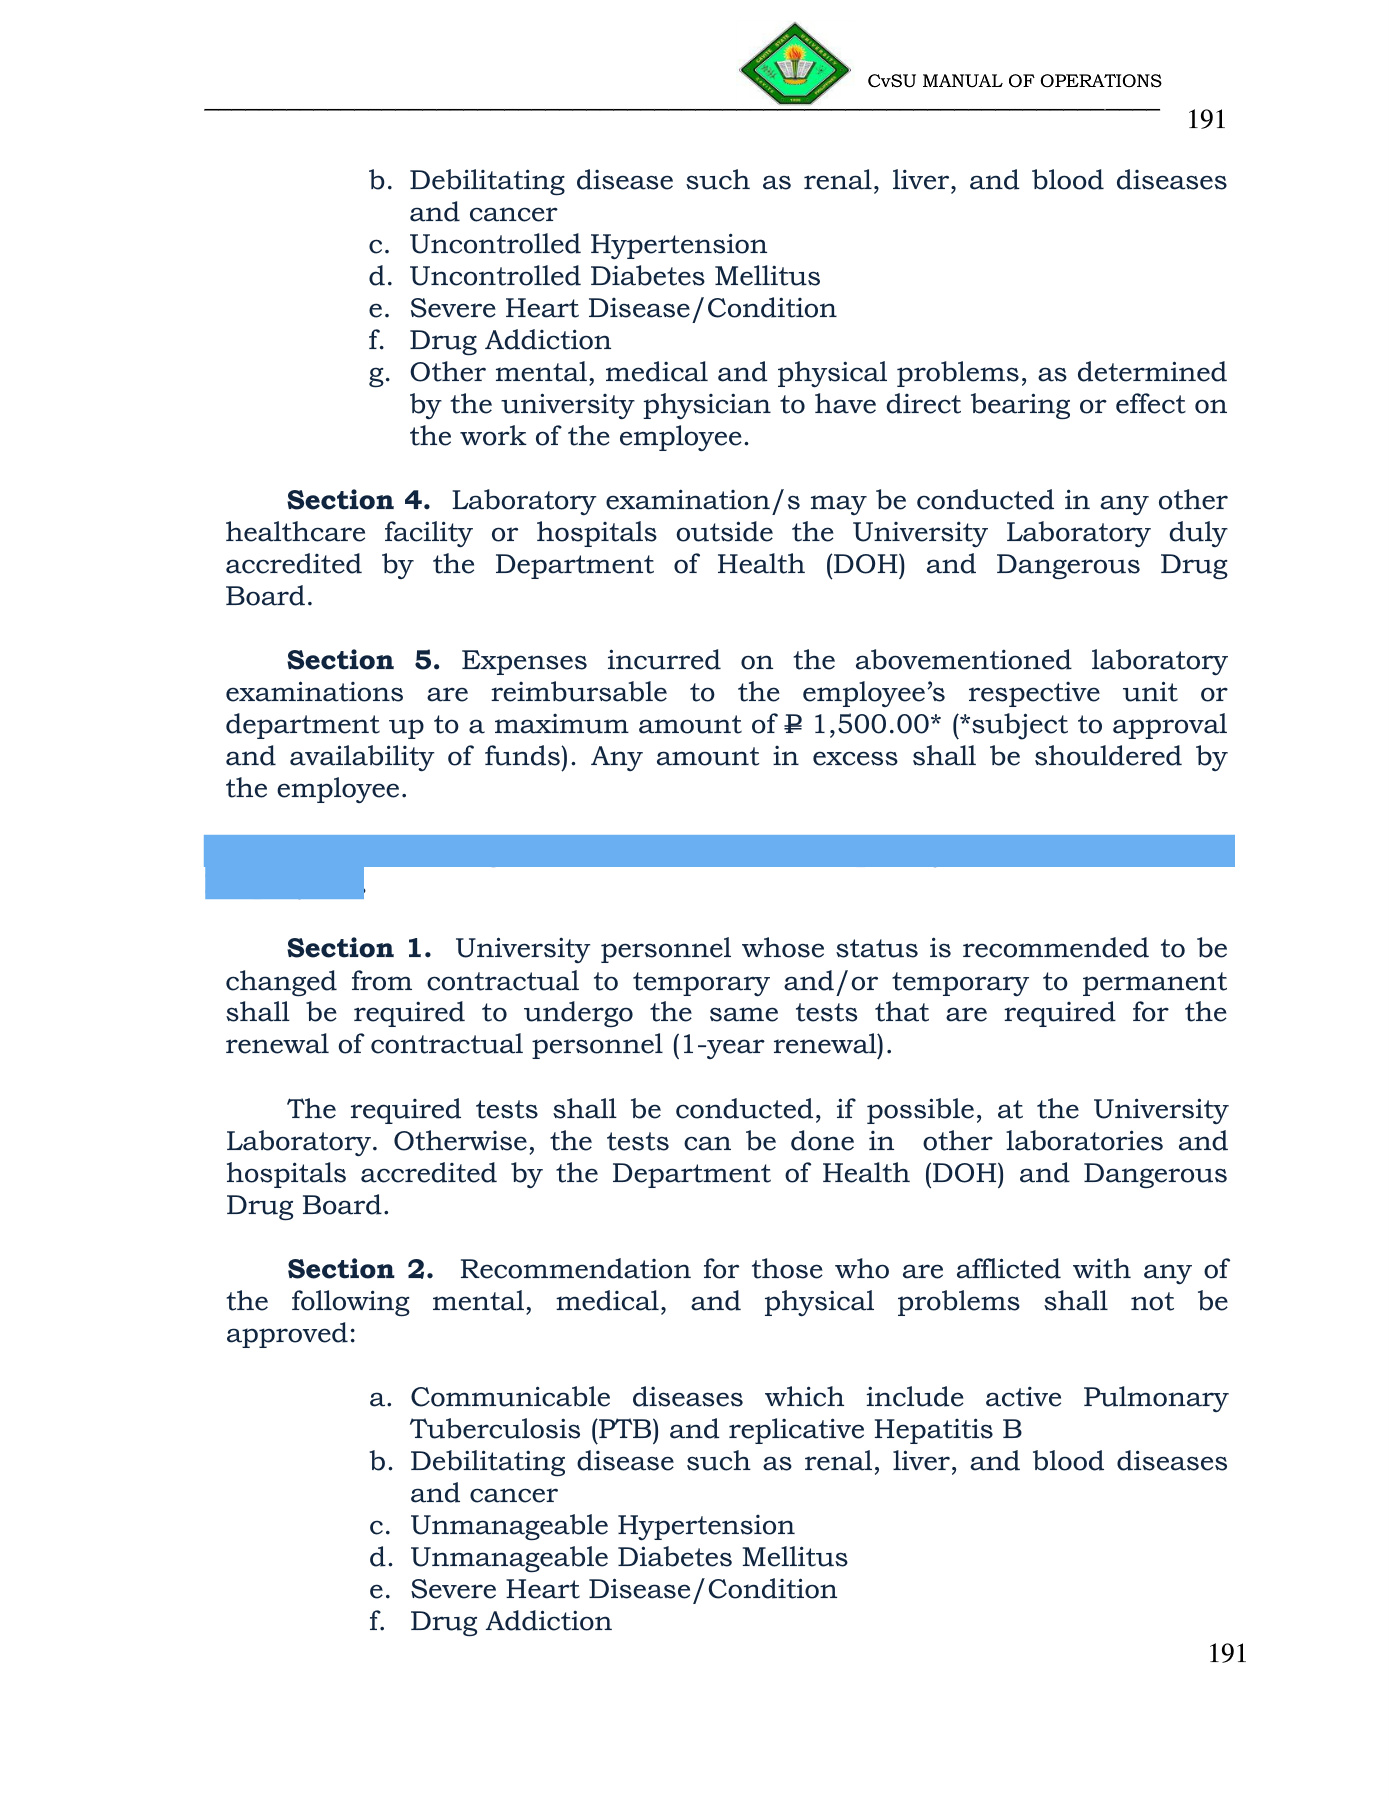 CvSU MANUAL OF OPERATIONS
191
b. Debilitating disease such as renal, liver, and blood diseases
and cancer
c. Uncontrolled Hypertension
d. Uncontrolled Diabetes Mellitus
e. Severe Heart Disease/Condition
f. Drug Addiction
g. Other mental, medical and physical problems, as determined
by the university physician to have direct bearing or effect on
the work of the employee.
Section 4. Laboratory examination/s may be conducted in any other
healthcare facility or hospitals outside the University Laboratory duly
accredited by the Department of Health (DOH) and Dangerous Drug
Board.
Section 5. Expenses incurred on the abovementioned laboratory
examinations are reimbursable to the employee’s respective unit or
department up to a maximum amount of ₱ 1,500.00* (*subject to approval
and availability of funds). Any amount in excess shall be shouldered by
the employee.
Section 1. University personnel whose status is recommended to be
changed from contractual to temporary and/or temporary to permanent
shall be required to undergo the same tests that are required for the
renewal of contractual personnel (1-year renewal).
The required tests shall be conducted, if possible, at the University
Laboratory. Otherwise, the tests can be done in other laboratories and
hospitals accredited by the Department of Health (DOH) and Dangerous
Drug Board.
Section 2. Recommendation for those who are afflicted with any of
the following mental, medical, and physical problems shall not be
approved:
a. Communicable diseases which include active Pulmonary
Tuberculosis (PTB) and replicative Hepatitis B
b. Debilitating disease such as renal, liver, and blood diseases
and cancer
c. Unmanageable Hypertension
d. Unmanageable Diabetes Mellitus
e. Severe Heart Disease/Condition
f. Drug Addiction
191